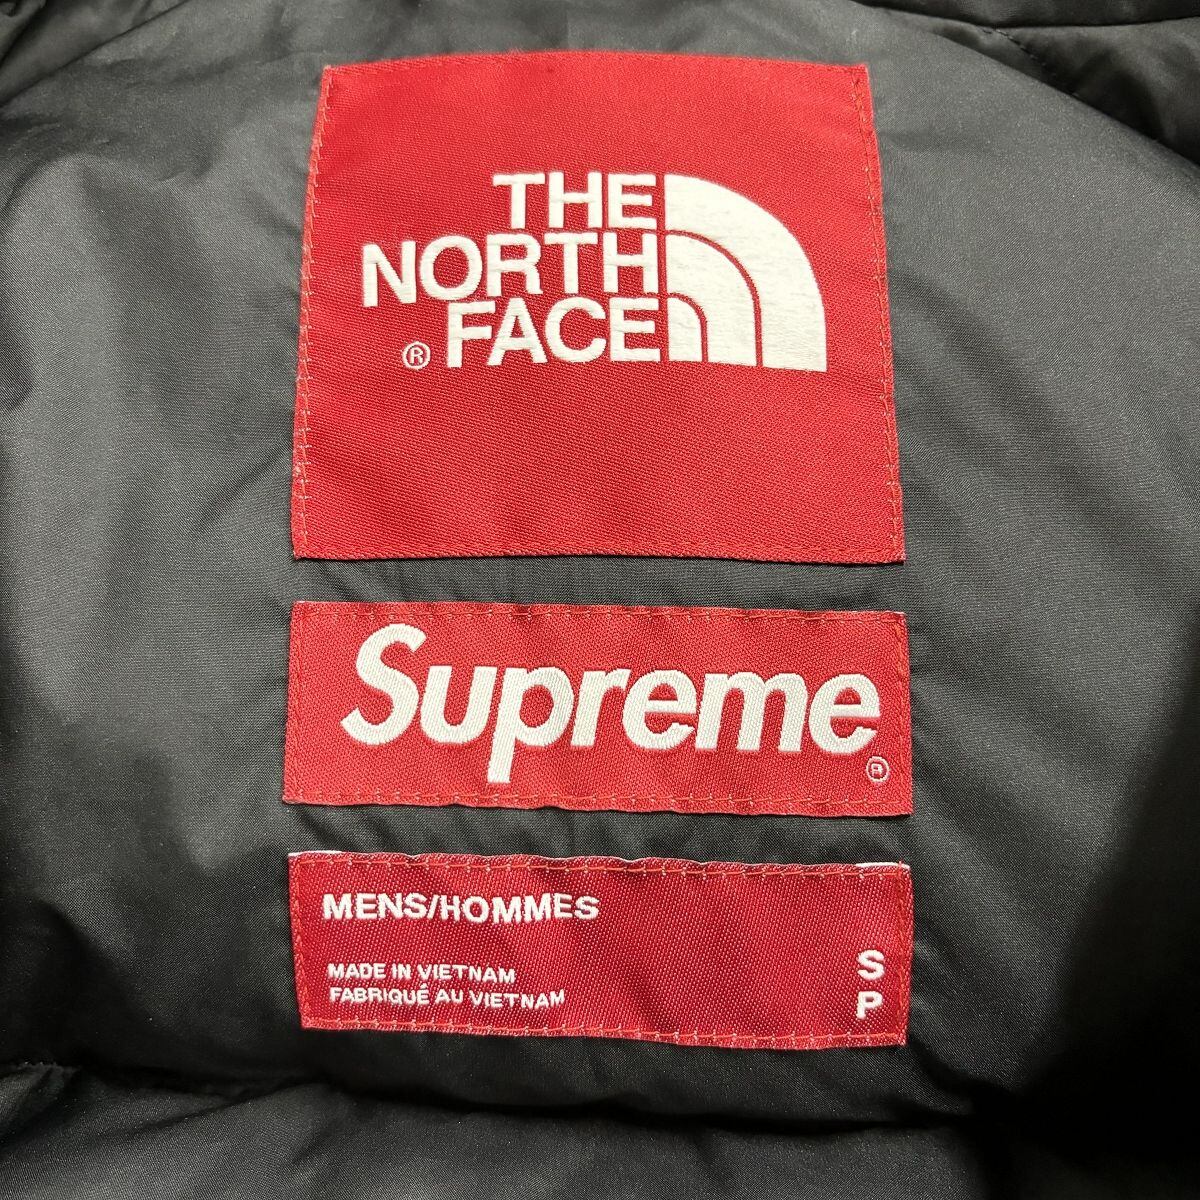 THE
NORTH
® FACE
Supreme
®
MENS/HOMMES
MADE IN VIETNAM
FABRIQUÉ AU VIETNAM
S
P